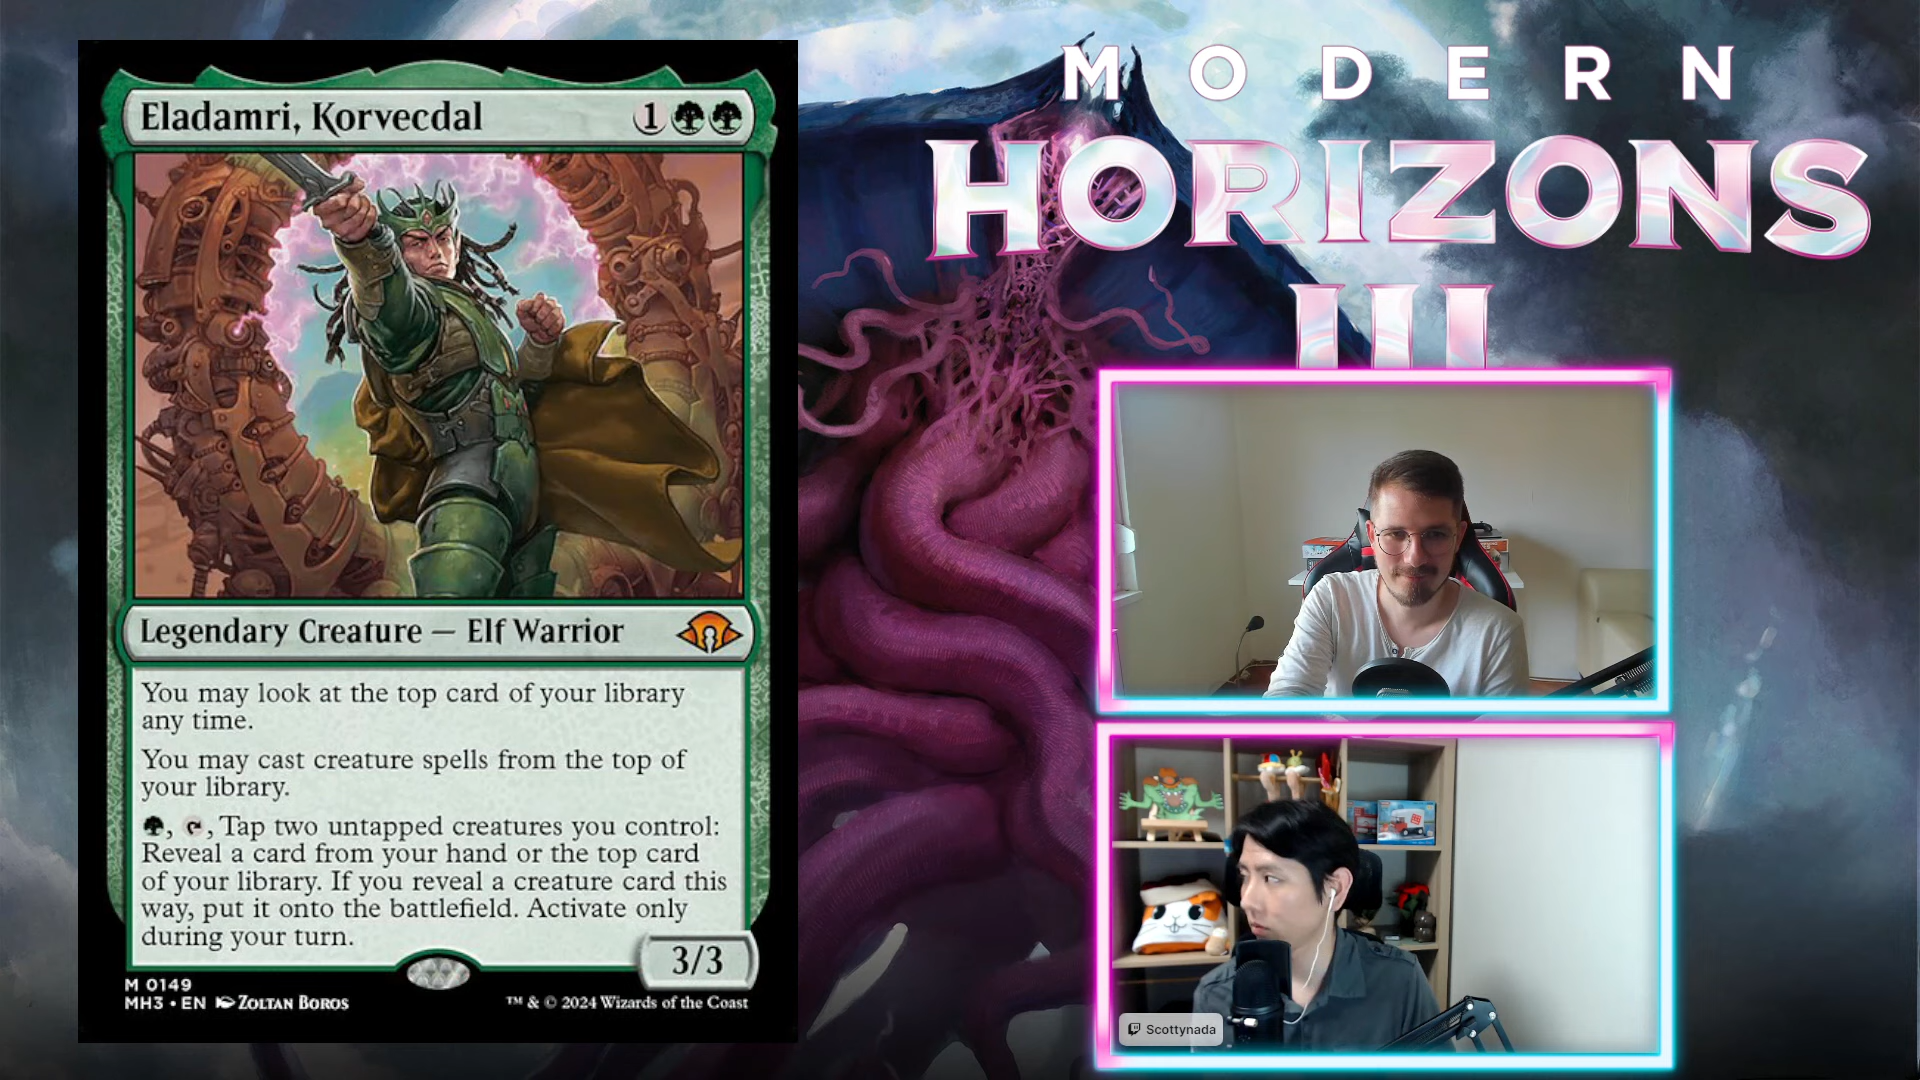 Eladamri, Korvecdal 1
Legendary Creature — Elf Warrior
You may look at the top card of your library
any time.
You may cast creature spells from the top of
your library.
, , Tap two untapped creatures you control:
Reveal a card from your hand or the top card
of your library. If you reveal a creature card this
way, put it onto the battlefield. Activate only
during your turn.
3/3
M 0149
MH3 • EN Zoltan Boros
™ & © 2024 Wizards of the Coast
MODERN
HORIZONS
III
Scottynada